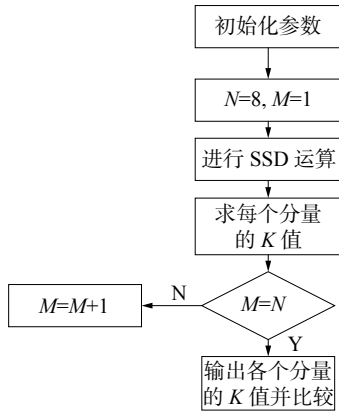 初始化参数
N=8, M=1
进行 SSD 运算
求每个分量
的 K 值
M=N
N
M=M+1
Y
输出各个分量
的 K 值并比较